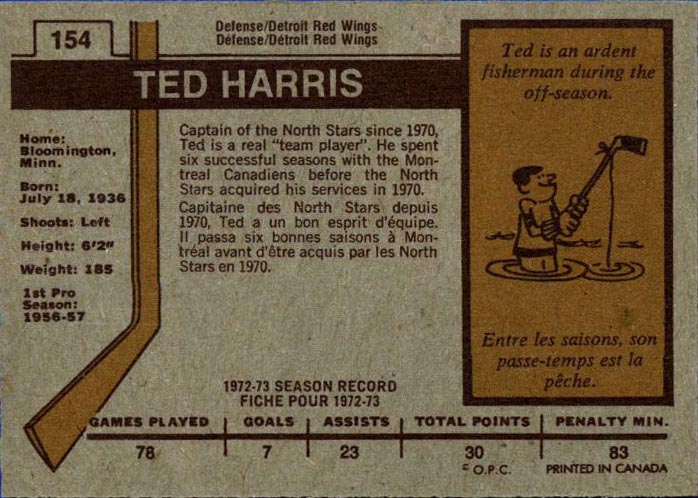 154
Defense/Detroit Red Wings
Défense/Détroit Red Wings
TED HARRIS
Home:
Bloomington,
Minn.
Born:
July 18, 1936
Shoots: Left
Height: 6'2"
Weight: 185
1st Pro
Season:
1956-57
Captain of the North Stars since 1970,
Ted is a real "team player". He spent
six successful seasons with the Mon-
treal Canadiens before the North
Stars acquired his services in 1970.
Capitaine des North Stars depuis
1970, Ted a un bon esprit d'équipe.
Il passa six bonnes saisons à Mon-
tréal avant d'être acquis par les North
Stars en 1970.
Ted is an ardent
fisherman during the
off-season.
Entre les saisons, son
passe-temps est la
pêche.
1972-73 SEASON RECORD
FICHE POUR 1972-73
GAMES PLAYED GOALS ASSISTS TOTAL POINTS PENALTY MIN.
78 7 23 30 83
© O.P.C. PRINTED IN CANADA